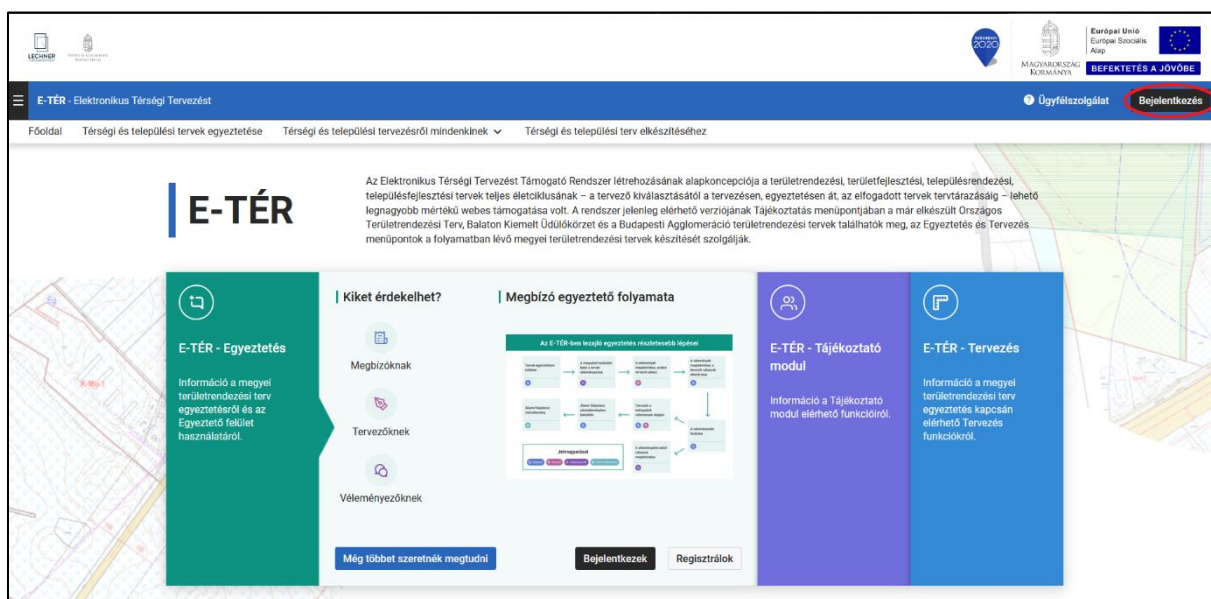 LECHNER
SZÉCHENYI
2020
MAGYARORSZÁG
KORMÁNYA
Európai Unió
Európai Szociális
Alap
BEFEKTETÉS A JÖVŐBE
E-TÉR - Elektronikus Térségi Tervezést
Ügyfélszolgálat
Bejelentkezés
Főoldal
Térségi és települési tervek egyeztetése
Térségi és települési tervezésről mindenkinek
Térségi és települési terv elkészítéséhez
E-TÉR
Az Elektronikus Térségi Tervezést Támogató Rendszer létrehozásának alapkoncepciója a területrendezési, területfejlesztési, településrendezési,
településfejlesztési tervek teljes életciklusának – a tervező kiválasztásától a tervezésen, egyeztetésen át, az elfogadott tervek tervtárazásáig – lehető
legnagyobb mértékű webes támogatása volt. A rendszer jelenleg elérhető verziójának Tájékoztatás menüpontjában a már elkészült Országos
Területrendezési Terv, Balaton Kiemelt Üdülőkörzet és a Budapesti Agglomeráció területrendezési tervek találhatók meg, az Egyeztetés és Tervezés
menüpontok a folyamatban lévő megyei területrendezési tervek készítését szolgálják.
E-TÉR - Egyeztetés
Információ a megyei
területrendezési terv
egyeztetésről és az
Egyeztető felület
használatáról.
Kiket érdekelhet?
Megbízóknak
Tervezőknek
Véleményezőknek
Még többet szeretnék megtudni
Megbízó egyeztető folyamata
Az E-TÉR-ben lezajló egyeztetés részletesebb lépései
Jelmagyarázat
Bejelentkezek
Regisztrálok
E-TÉR - Tájékoztató
modul
Információ a Tájékoztató
modul elérhető funkcióiról.
E-TÉR - Tervezés
Információ a megyei
területrendezési terv
egyeztetés kapcsán
elérhető Tervezés
funkciókról.